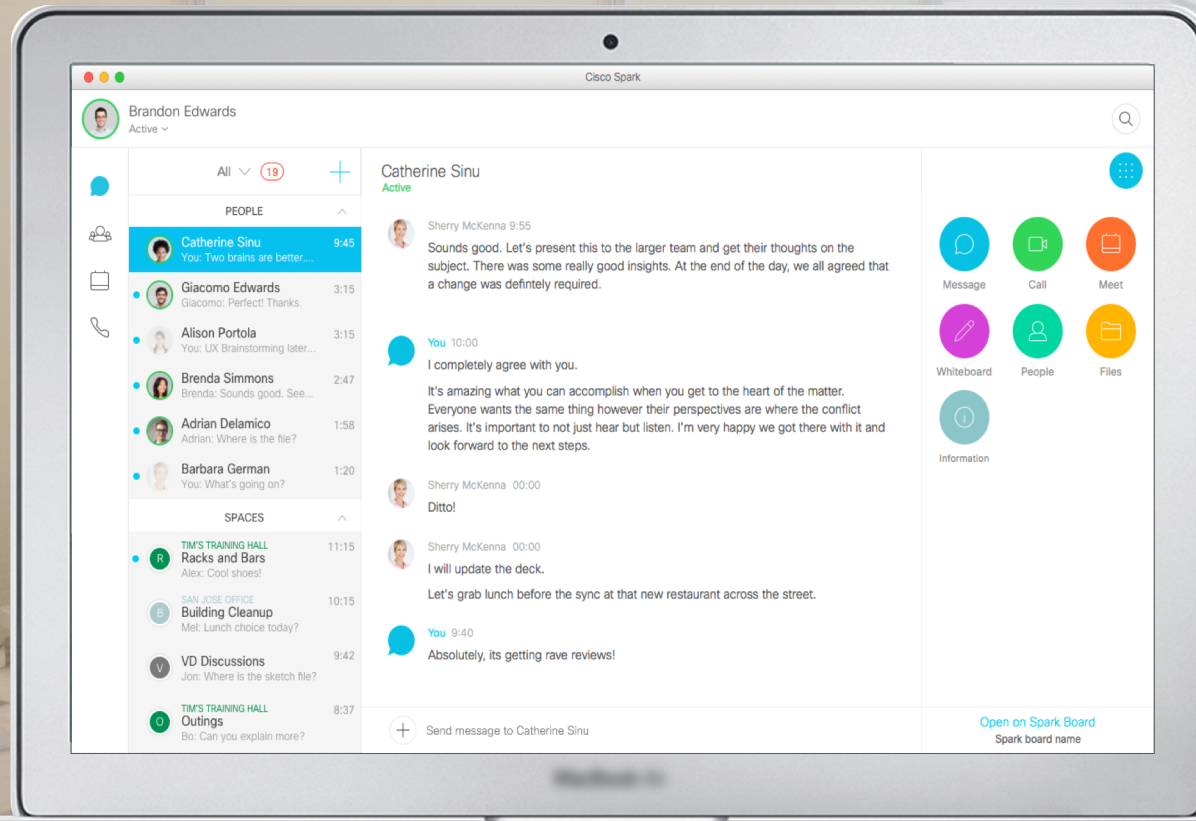 Cisco Spark
Brandon Edwards
Active
All
19
PEOPLE
Catherine Sinu
9:45
You: Two brains are better....
Giacomo Edwards
3:15
Giacomo: Perfect! Thanks.
Alison Portola
3:15
You: UX Brainstorming later...
Brenda Simmons
2:47
Brenda: Sounds good. See...
Adrian Delamico
1:58
Adrian: Where is the file?
Barbara German
1:20
You: What's going on?
SPACES
TIM'S TRAINING HALL
11:15
R
Racks and Bars
Alex: Cool shoes!
SAN JOSE OFFICE
10:15
B
Building Cleanup
Mel: Lunch choice today?
VD Discussions
9:42
V
Jon: Where is the sketch file?
TIM'S TRAINING HALL
8:37
O
Outings
Bo: Can you explain more?
Catherine Sinu
Active
Sherry McKenna 9:55
Sounds good. Let's present this to the larger team and get their thoughts on the
subject. There was some really good insights. At the end of the day, we all agreed that
a change was defintely required.
You 10:00
I completely agree with you.
It's amazing what you can accomplish when you get to the heart of the matter.
Everyone wants the same thing however their perspectives are where the conflict
arises. It's important to not just hear but listen. I'm very happy we got there with it and
look forward to the next steps.
Sherry McKenna 00:00
Ditto!
Sherry McKenna 00:00
I will update the deck.
Let's grab lunch before the sync at that new restaurant across the street.
You 9:40
Absolutely, its getting rave reviews!
Send message to Catherine Sinu
Message
Call
Meet
Whiteboard
People
Files
Information
Open on Spark Board
Spark board name